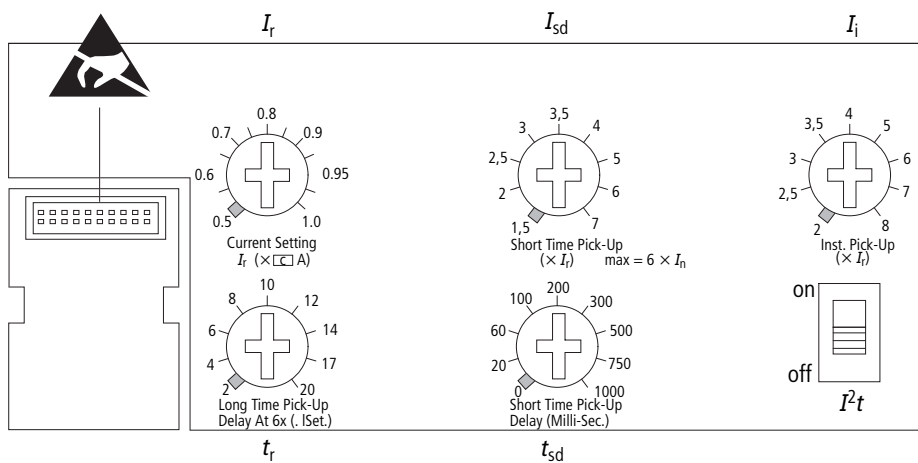 Ir Isd Ii
0.5 0.6 0.7 0.8 0.9 0.95 1.0
Current Setting
Ir (× c A)
1,5 2 2,5 3 3,5 4 5 6 7
Short Time Pick-Up
(× Ir) max = 6 × In
2 2,5 3 3,5 4 5 6 7 8
Inst. Pick-Up
(× Ir)
2 4 6 8 10 12 14 17 20
Long Time Pick-Up
Delay At 6x (. ISet.)
tr
0 20 60 100 200 300 500 750 1000
Short Time Pick-Up
Delay (Milli-Sec.)
tsd
on
off
I²t